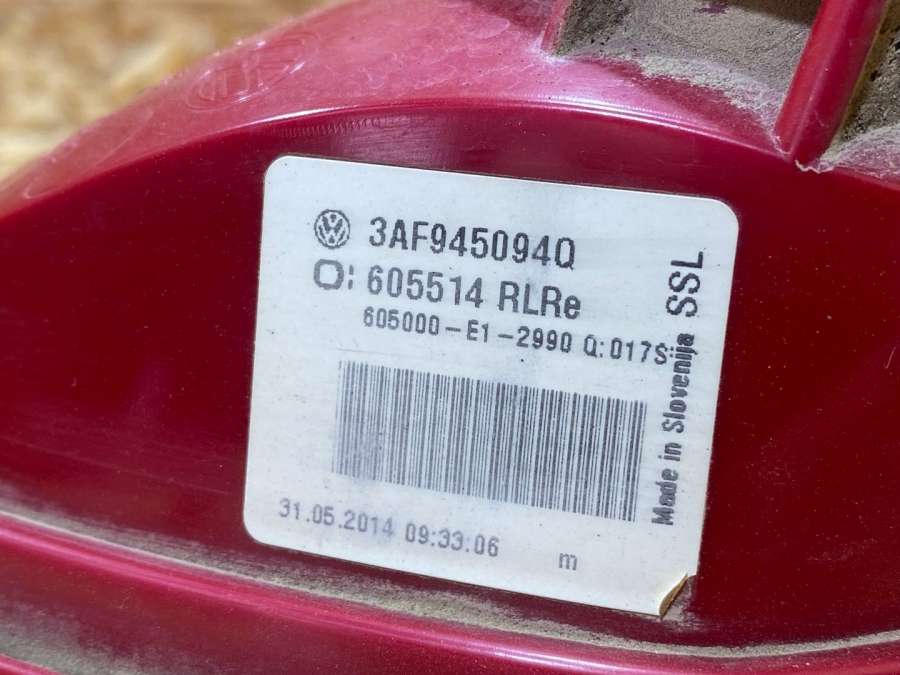 3AF945094Q
O: 605514 RLRe
605000-E1-2990 Q:017S
31.05.2014 09:33:06 m
Made in Slovenija SSL